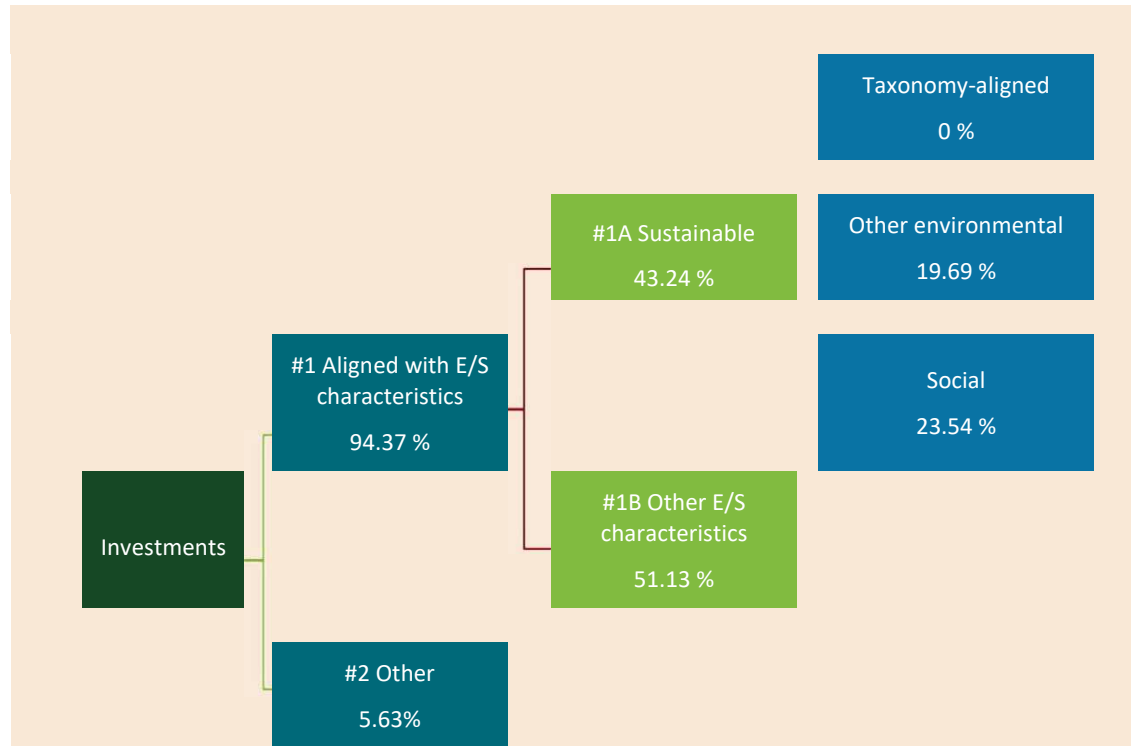 Taxonomy-aligned
0 %
#1A Sustainable
43.24 %
Other environmental
19.69 %
#1 Aligned with E/S
characteristics
94.37 %
Social
23.54 %
Investments
#1B Other E/S
characteristics
51.13 %
#2 Other
5.63%